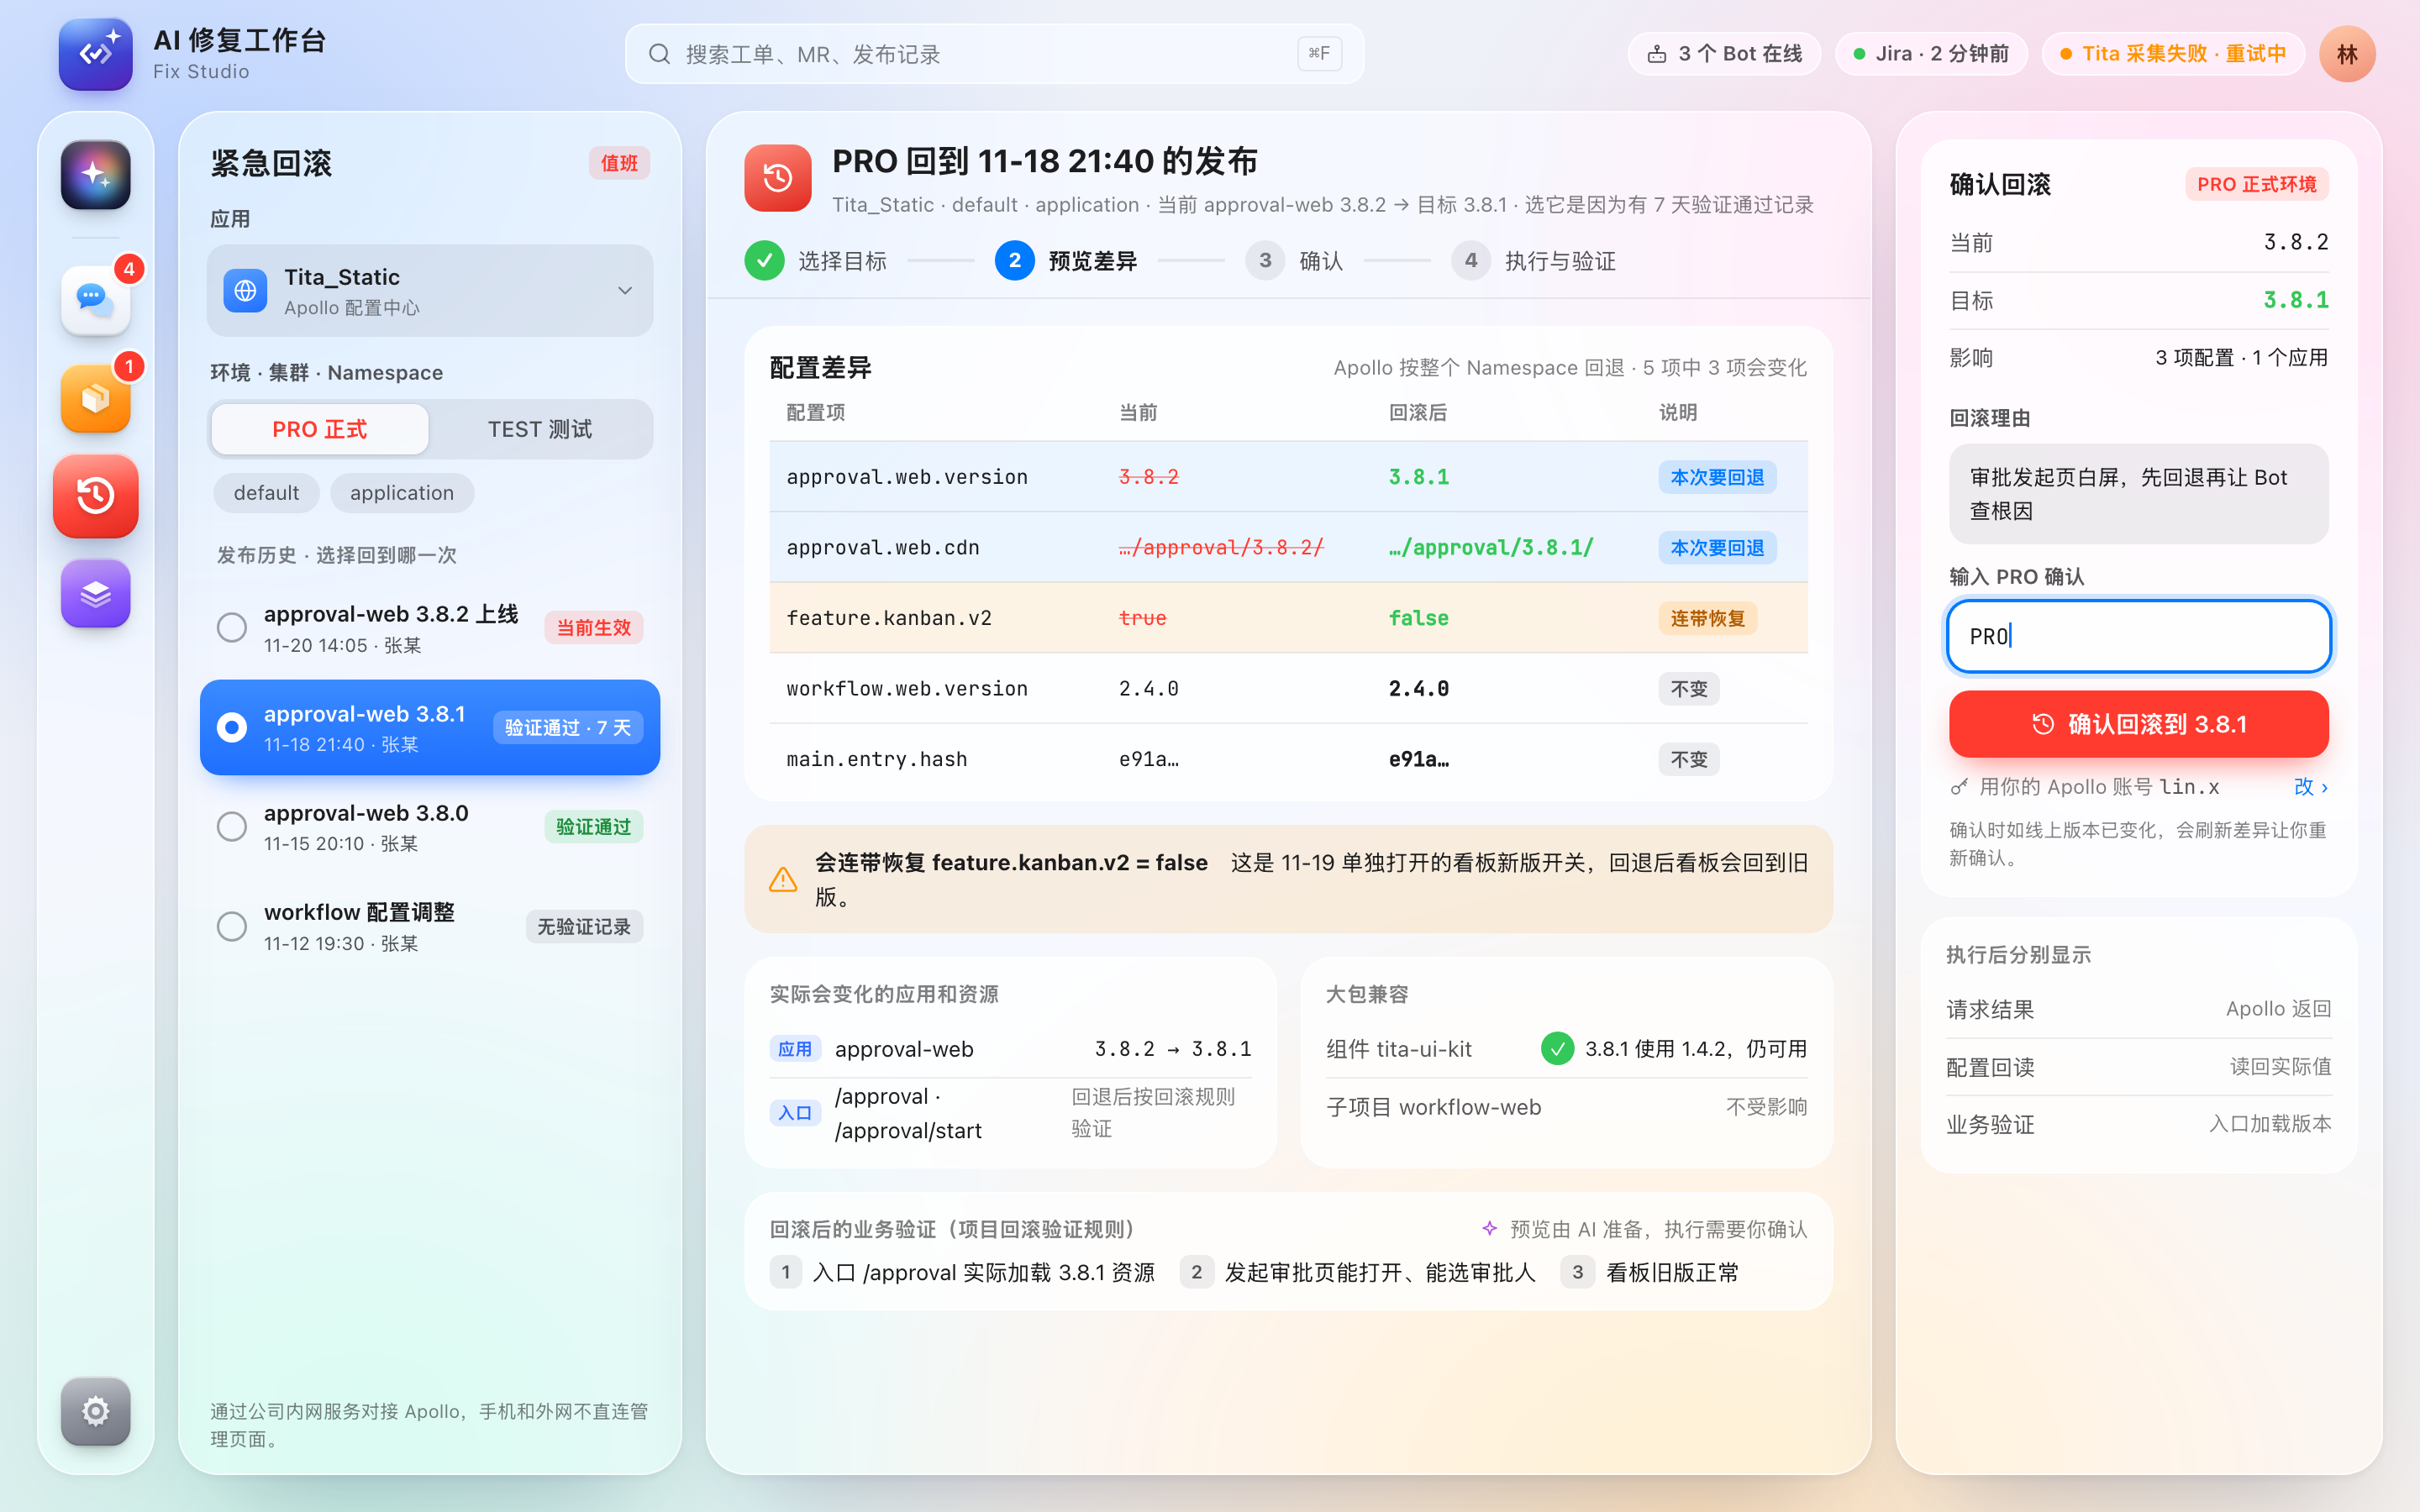 AI 修复工作台
Fix Studio
搜索工单、MR、发布记录
⌘F
3 个 Bot 在线
Jira · 2 分钟前
Tita 采集失败 · 重试中
林
4
1
紧急回滚
值班
应用
Tita_Static
Apollo 配置中心
环境 · 集群 · Namespace
PRO 正式
TEST 测试
default
application
发布历史 · 选择回到哪一次
approval-web 3.8.2 上线
11-20 14:05 · 张某
当前生效
approval-web 3.8.1
11-18 21:40 · 张某
验证通过 · 7 天
approval-web 3.8.0
11-15 20:10 · 张某
验证通过
workflow 配置调整
11-12 19:30 · 张某
无验证记录
通过公司内网服务对接 Apollo，手机和外网不直连管
理页面。
PRO 回到 11-18 21:40 的发布
Tita_Static · default · application · 当前 approval-web 3.8.2 → 目标 3.8.1 · 选它是因为有 7 天验证通过记录
选择目标
2 预览差异
3 确认
4 执行与验证
配置差异
Apollo 按整个 Namespace 回退 · 5 项中 3 项会变化
配置项 当前 回滚后 说明
approval.web.version 3.8.2 3.8.1 本次要回退
approval.web.cdn …/approval/3.8.2/ …/approval/3.8.1/ 本次要回退
feature.kanban.v2 true false 连带恢复
workflow.web.version 2.4.0 2.4.0 不变
main.entry.hash e91a… e91a… 不变
会连带恢复 feature.kanban.v2 = false 这是 11-19 单独打开的看板新版开关，回退后看板会回到旧
版。
实际会变化的应用和资源
应用 approval-web 3.8.2 → 3.8.1
入口
/approval ·
/approval/start
回退后按回滚规则
验证
大包兼容
组件 tita-ui-kit 3.8.1 使用 1.4.2，仍可用
子项目 workflow-web 不受影响
回滚后的业务验证（项目回滚验证规则）
预览由 AI 准备，执行需要你确认
1 入口 /approval 实际加载 3.8.1 资源
2 发起审批页能打开、能选审批人
3 看板旧版正常
确认回滚
PRO 正式环境
当前 3.8.2
目标 3.8.1
影响 3 项配置 · 1 个应用
回滚理由
审批发起页白屏，先回退再让 Bot
查根因
输入 PRO 确认
PRO
确认回滚到 3.8.1
用你的 Apollo 账号 lin.x
改 ›
确认时如线上版本已变化，会刷新差异让你重
新确认。
执行后分别显示
请求结果 Apollo 返回
配置回读 读回实际值
业务验证 入口加载版本